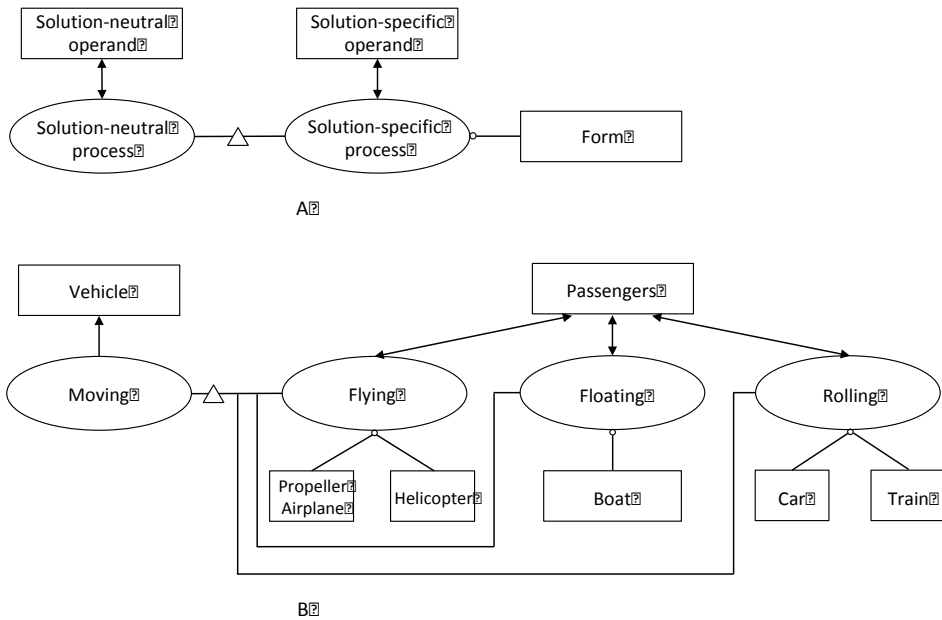 Solution-neutral
operand
Solution-specific
operand
Solution-neutral
process
Solution-specific
process
Form
A
Vehicle
Passengers
Moving
Flying
Floating
Rolling
Propeller
Airplane
Helicopter
Boat
Car
Train
B